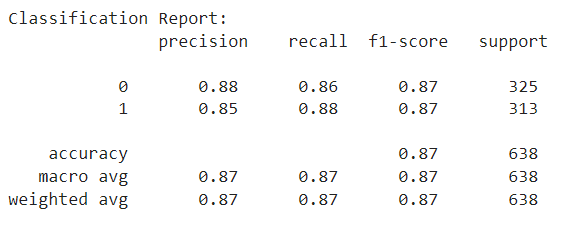 Classification Report:
precision recall f1-score support
0 0.88 0.86 0.87 325
1 0.85 0.88 0.87 313
accuracy 0.87 638
macro avg 0.87 0.87 0.87 638
weighted avg 0.87 0.87 0.87 638